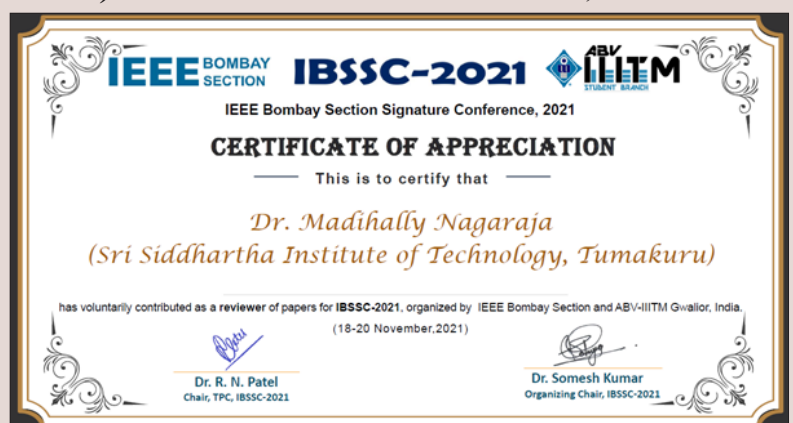 IEEE BOMBAY SECTION IBSSC-2021 ABV IIITM STUDENT BRANCH
IEEE Bombay Section Signature Conference, 2021
CERTIFICATE OF APPRECIATION
This is to certify that
Dr. Madihally Nagaraja
(Sri Siddhartha Institute of Technology, Tumakuru)
has voluntarily contributed as a reviewer of papers for IBSSC-2021, organized by IEEE Bombay Section and ABV-IIITM Gwalior, India.
(18-20 November,2021)
Dr. R. N. Patel
Chair, TPC, IBSSC-2021
Dr. Somesh Kumar
Organizing Chair, IBSSC-2021